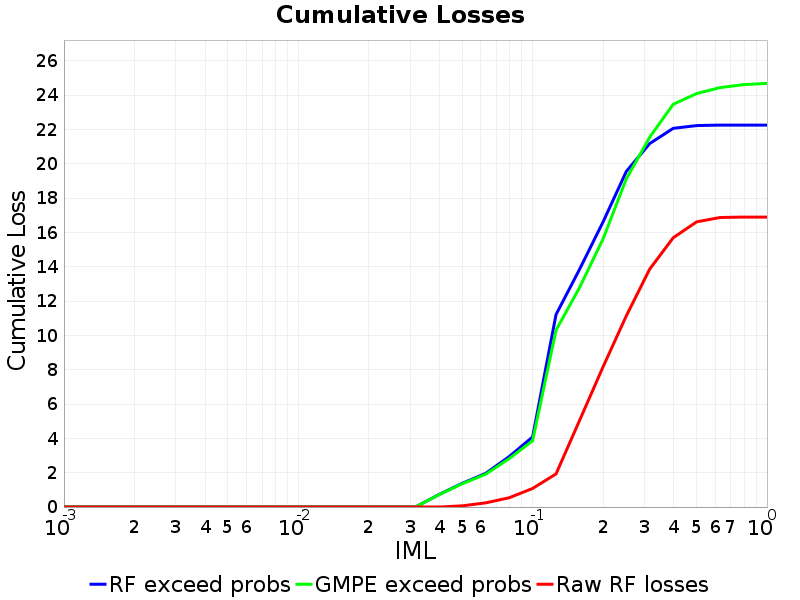 Cumulative Losses
Cumulative Loss
26
24
22
20
18
16
14
12
10
8
6
4
2
0
10^-3 2 3 4 5 6 10^-2 2 3 4 5 6 10^-1 2 3 4 5 6 7 10^0
IML
RF exceed probs GMPE exceed probs Raw RF losses